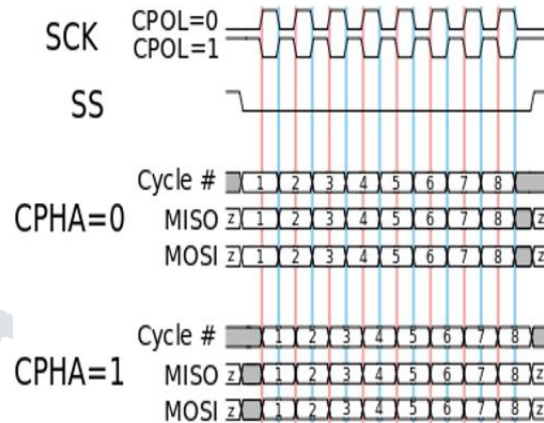 SCK CPOL=0
CPOL=1
SS
Cycle # 1 2 3 4 5 6 7 8
CPHA=0 MISO z 1 2 3 4 5 6 7 8 z
MOSI z 1 2 3 4 5 6 7 8 z
Cycle # 1 2 3 4 5 6 7 8
CPHA=1 MISO z 1 2 3 4 5 6 7 8 z
MOSI z 1 2 3 4 5 6 7 8 z